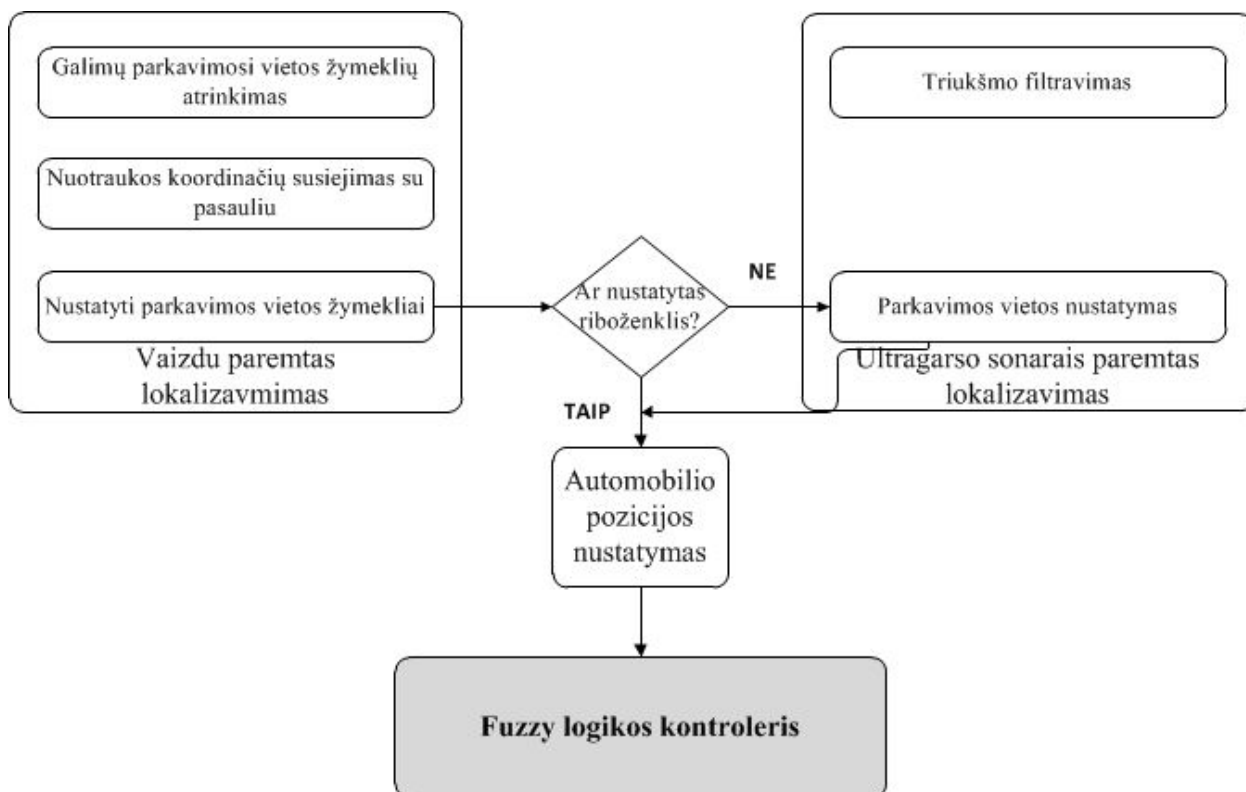 Galimų parkavimosi vietos žymeklių
atrinkimas
Nuotraukos koordinačių susiejimas su
pasauliu
Nustatyti parkavimos vietos žymekliai
Vaizdu paremtas
lokalizavmimas
Ar nustatytas
riboženklis?
NE
TAIP
Triukšmo filtravimas
Parkavimos vietos nustatymas
Ultragarso sonarais paremtas
lokalizavimas
Automobilio
pozicijos
nustatymas
Fuzzy logikos kontroleris